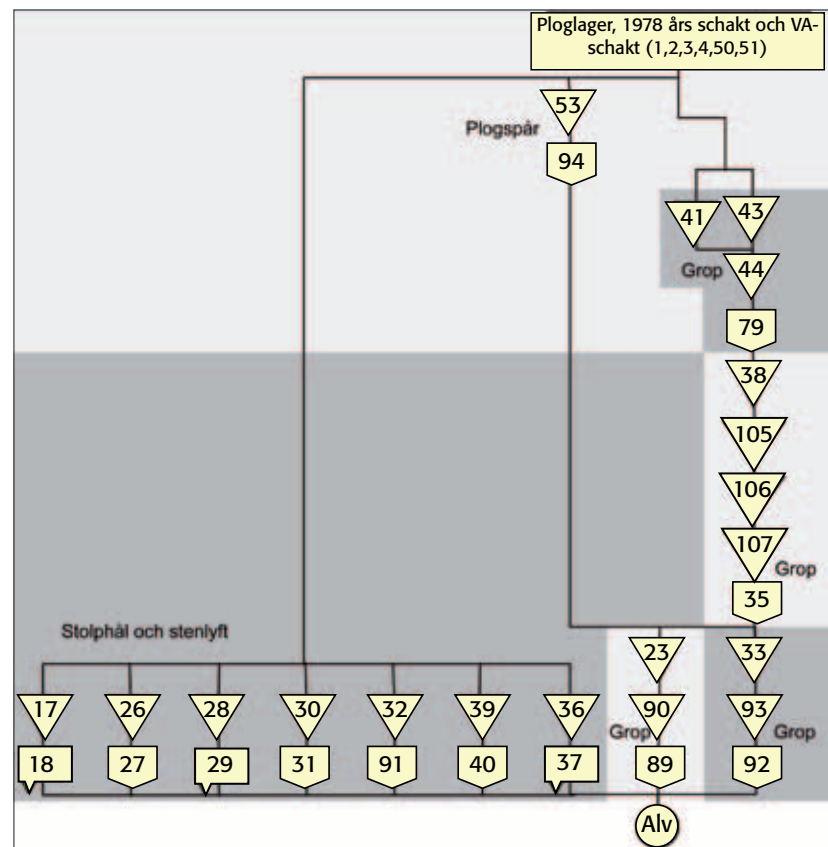 Ploglager, 1978 års schakt och VA-
schakt (1,2,3,4,50,51)
53
Plogspår
94
41 43
Grop 44
79
38
105
106
107
Grop
35
Stolphål och stenlyft
23 33
17 26 28 30 32 39 36
90 93
Grop Grop
18 27 29 31 91 40 37 89 92
Alv